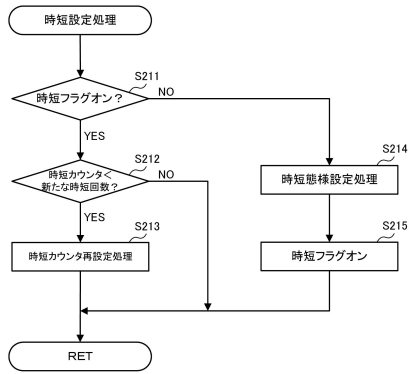 時短設定処理
S211
時短フラグオン？
NO
YES
S212
時短カウンタ＜
新たな時短回数？
NO
YES
S213
時短カウンタ再設定処理
S214
時短態様設定処理
S215
時短フラグオン
RET